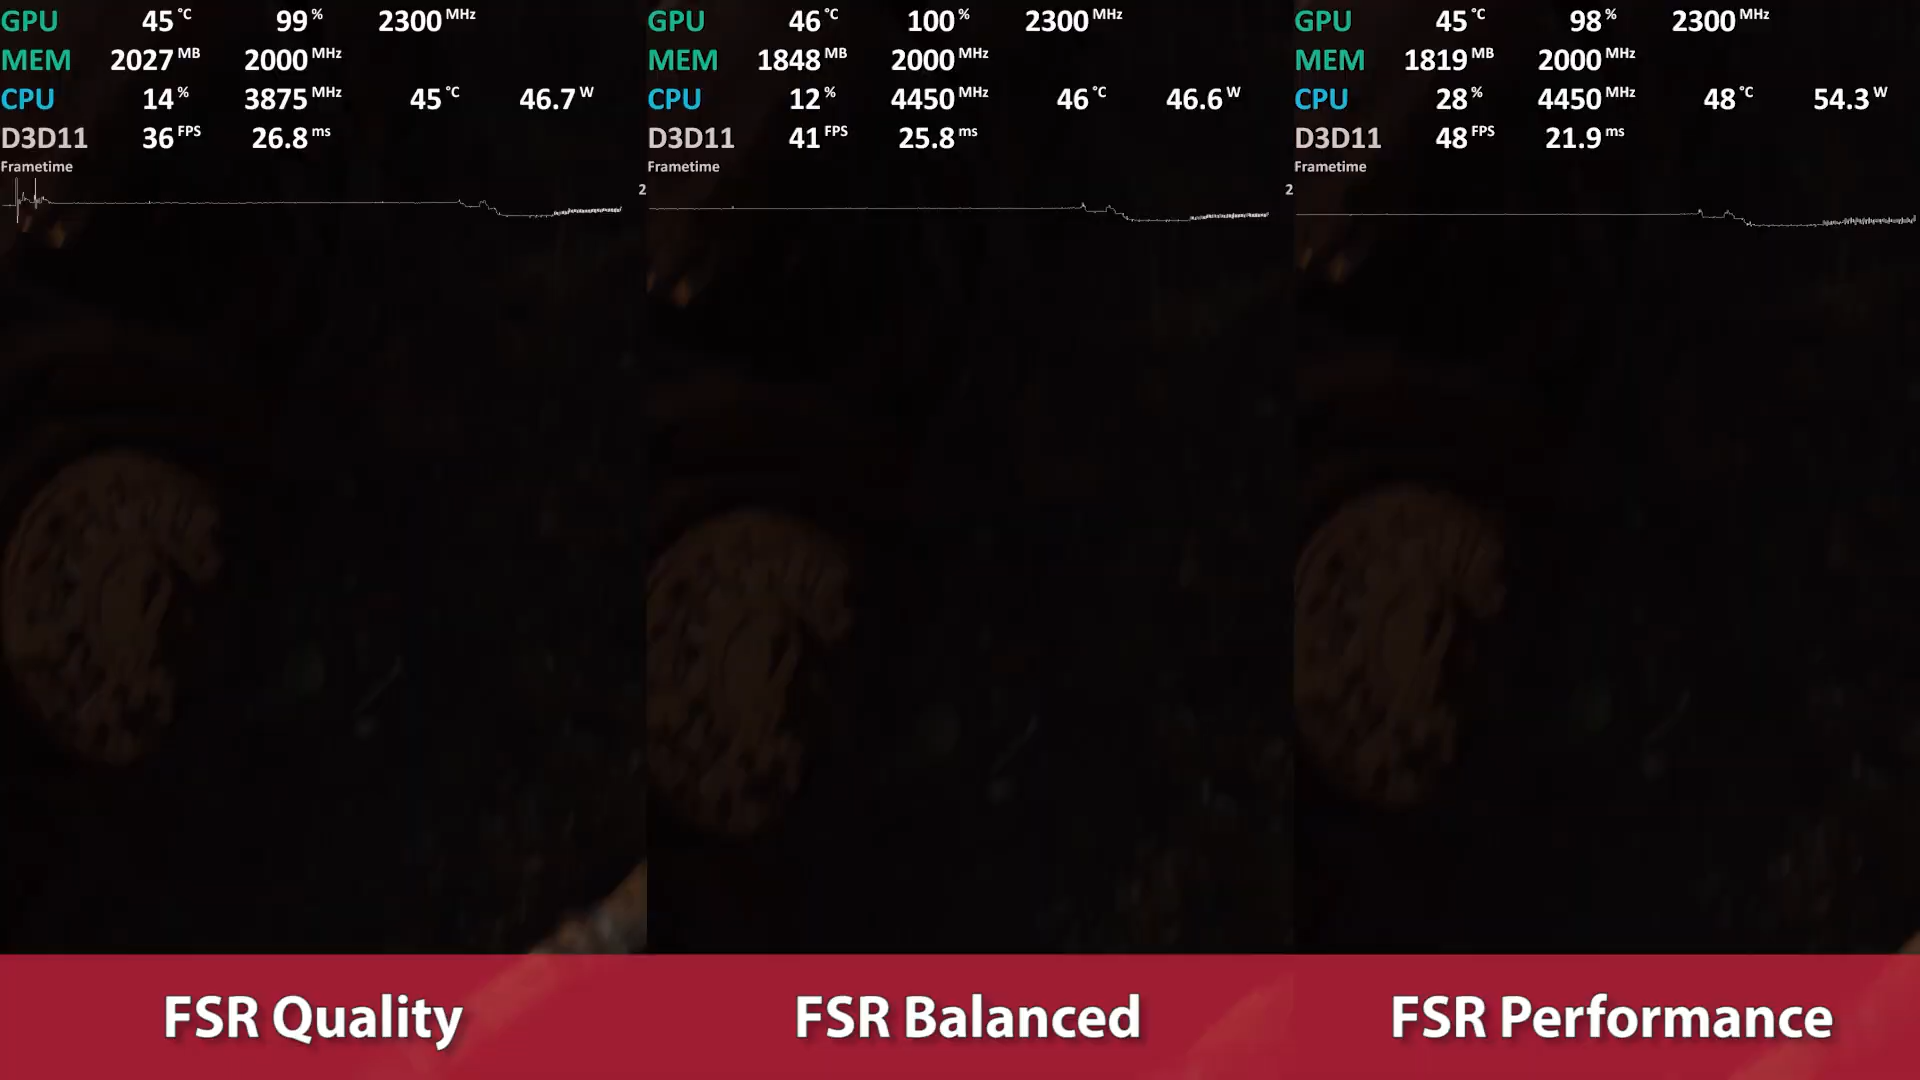 GPU 45 °C 99 % 2300 MHz
MEM 2027 MB 2000 MHz
CPU 14 % 3875 MHz 45 °C 46.7 W
D3D11 36 FPS 26.8 ms
Frametime
GPU 46 °C 100 % 2300 MHz
MEM 1848 MB 2000 MHz
CPU 12 % 4450 MHz 46 °C 46.6 W
D3D11 41 FPS 25.8 ms
Frametime
2
GPU 45 °C 98 % 2300 MHz
MEM 1819 MB 2000 MHz
CPU 28 % 4450 MHz 48 °C 54.3 W
D3D11 48 FPS 21.9 ms
Frametime
2
FSR Quality
FSR Balanced
FSR Performance